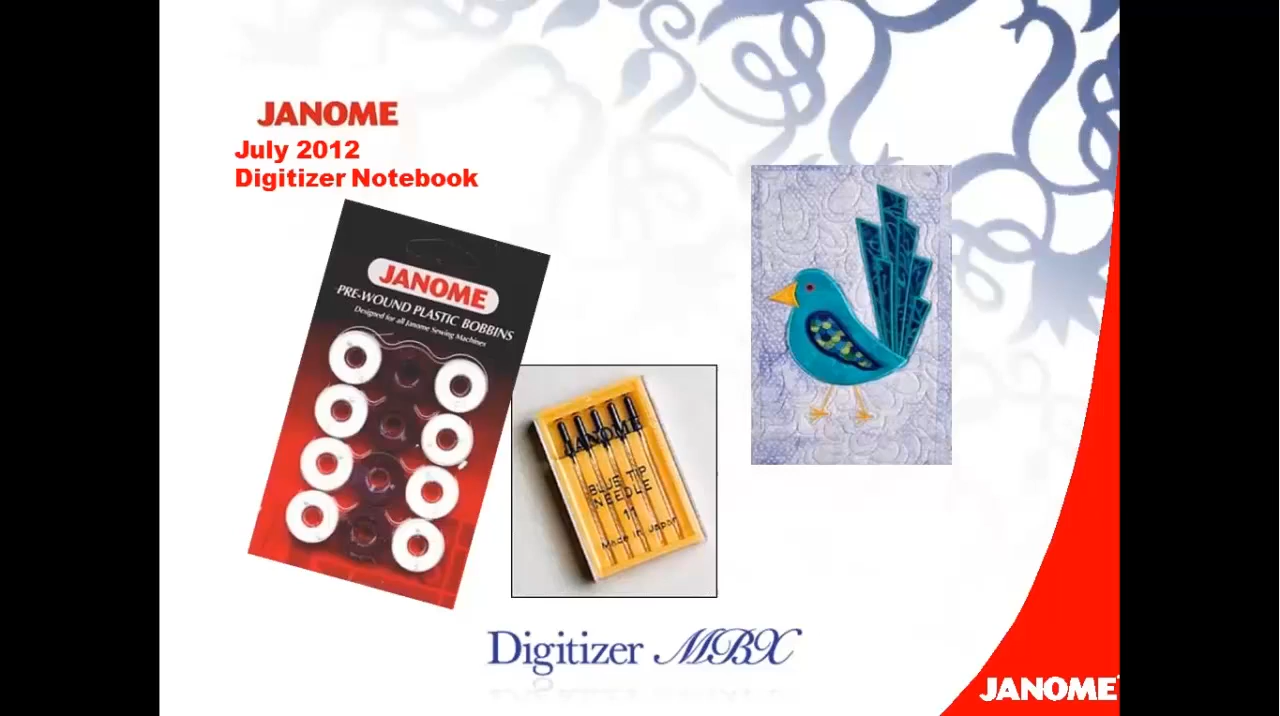 JANOME
July 2012
Digitizer Notebook
JANOME
PRE-WOUND PLASTIC BOBBINS
Designed for all Janome Sewing Machines
JANOME
BLUE TIP
NEEDLE
11
Made in Japan
Digitizer MBX
JANOME